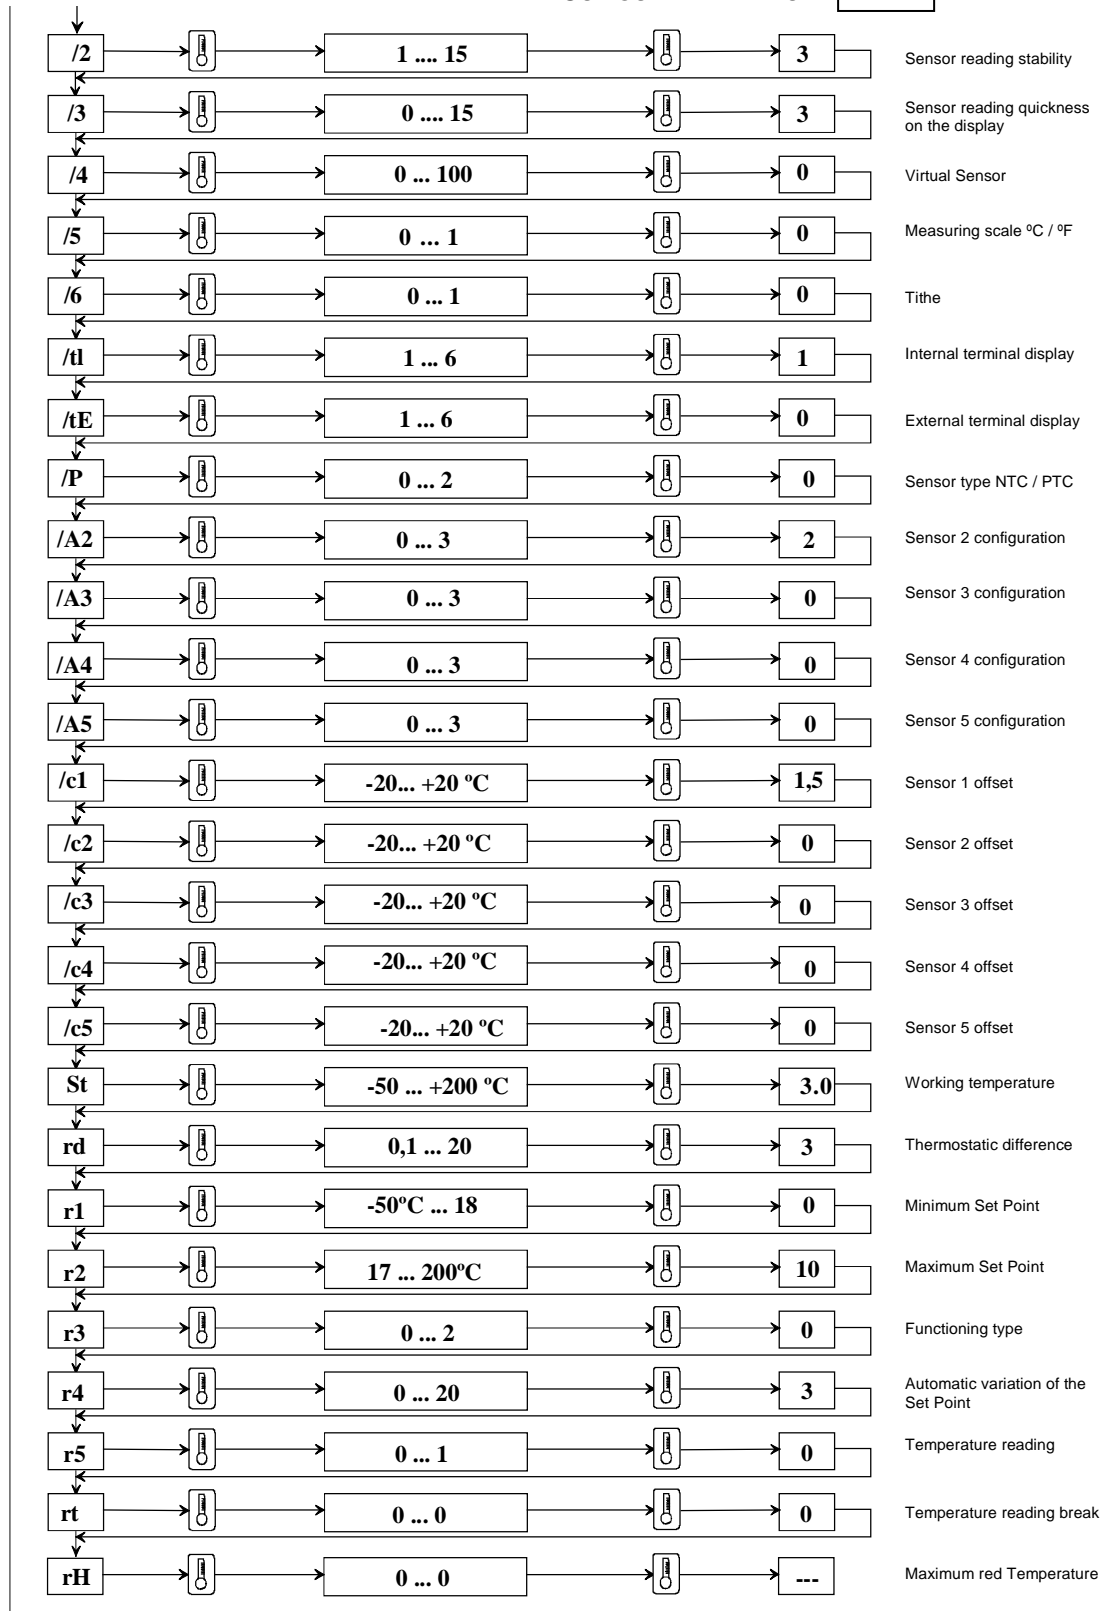 /2 1 .... 15 3 Sensor reading stability
/3 0 .... 15 3 Sensor reading quickness
on the display
/4 0 ... 100 0 Virtual Sensor
/5 0 ... 1 0 Measuring scale ºC / ºF
/6 0 ... 1 0 Tithe
/tl 1 ... 6 1 Internal terminal display
/tE 1 ... 6 0 External terminal display
/P 0 ... 2 0 Sensor type NTC / PTC
/A2 0 ... 3 2 Sensor 2 configuration
/A3 0 ... 3 0 Sensor 3 configuration
/A4 0 ... 3 0 Sensor 4 configuration
/A5 0 ... 3 0 Sensor 5 configuration
/c1 -20... +20 ºC 1,5 Sensor 1 offset
/c2 -20... +20 ºC 0 Sensor 2 offset
/c3 -20... +20 ºC 0 Sensor 3 offset
/c4 -20... +20 ºC 0 Sensor 4 offset
/c5 -20... +20 ºC 0 Sensor 5 offset
St -50 ... +200 ºC 3.0 Working temperature
rd 0,1 ... 20 3 Thermostatic difference
r1 -50ºC ... 18 0 Minimum Set Point
r2 17 ... 200ºC 10 Maximum Set Point
r3 0 ... 2 0 Functioning type
r4 0 ... 20 3 Automatic variation of the
Set Point
r5 0 ... 1 0 Temperature reading
rt 0 ... 0 0 Temperature reading break
rH 0 ... 0 --- Maximum red Temperature